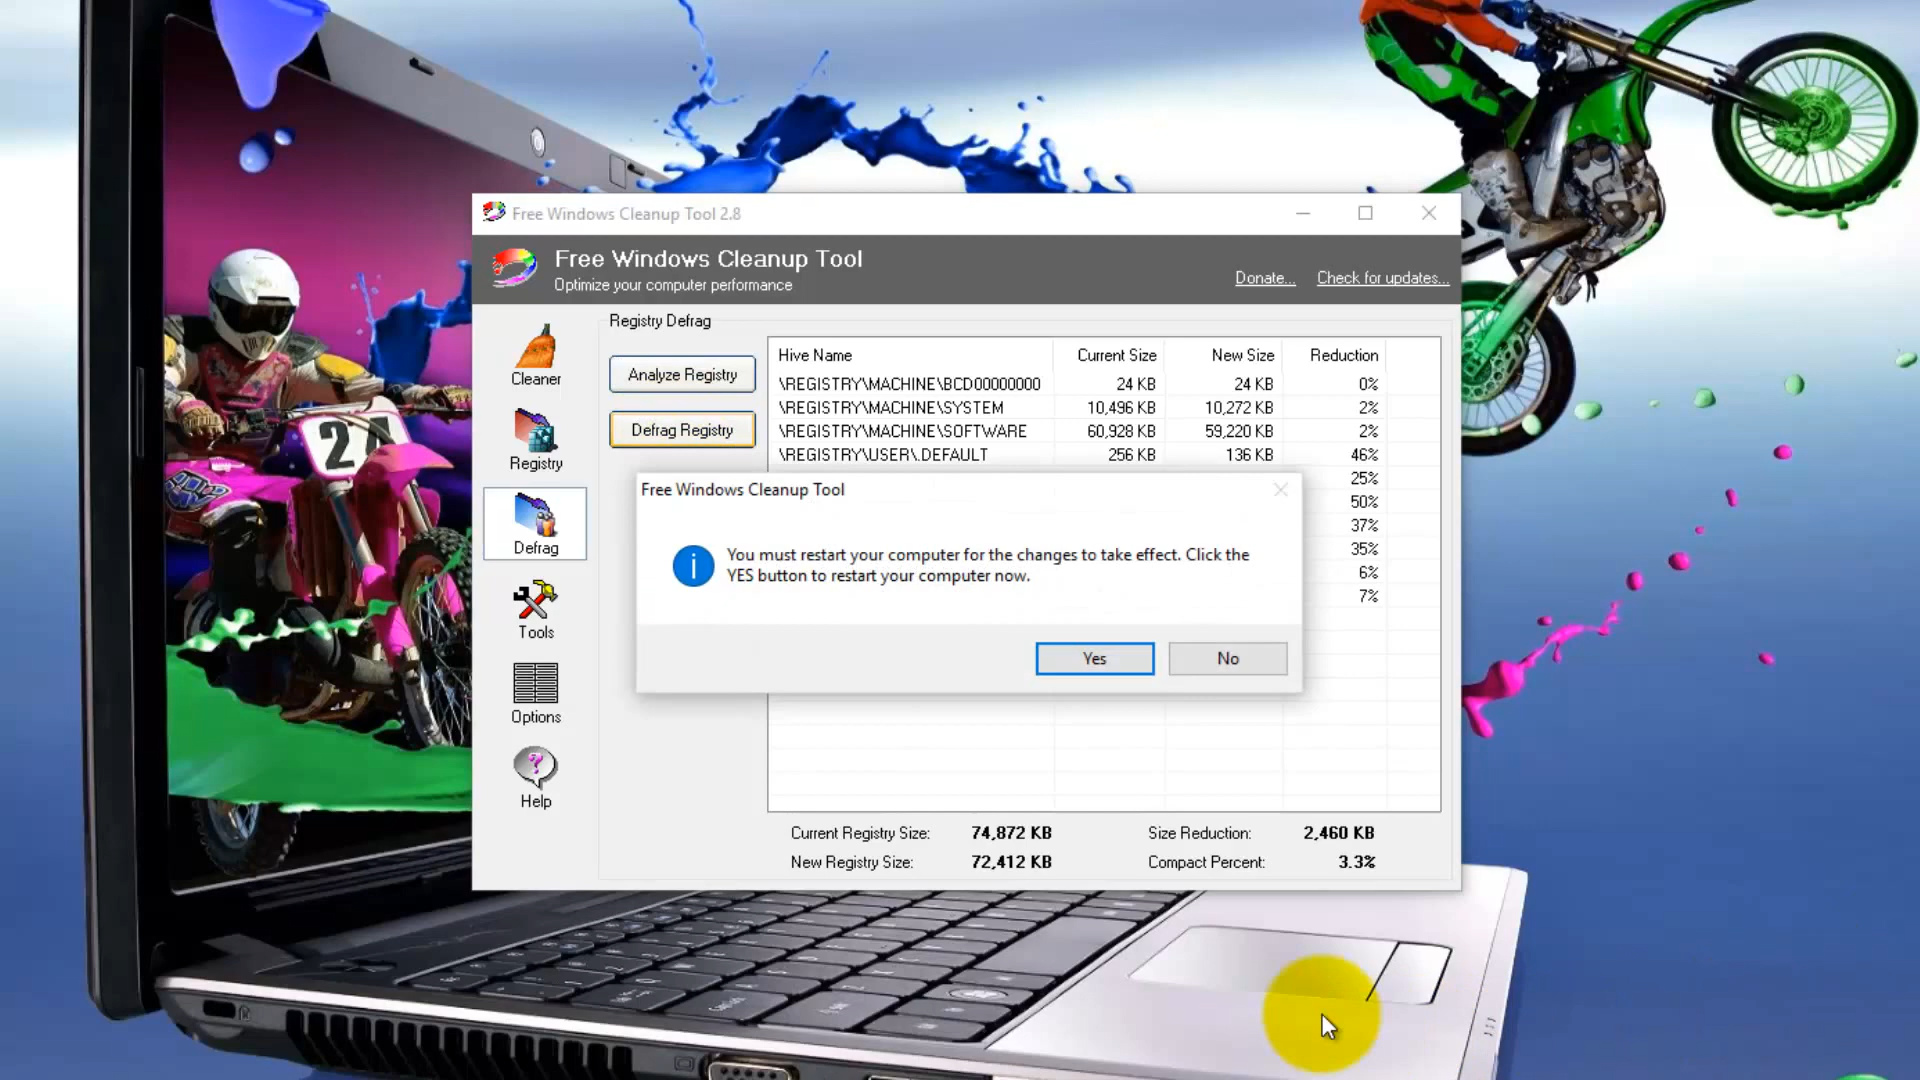 Free Windows Cleanup Tool 2.8
Free Windows Cleanup Tool
Optimize your computer performance
Donate...
Check for updates...
Cleaner
Registry
Defrag
Tools
Options
Help
Registry Defrag
Analyze Registry
Defrag Registry
Hive Name Current Size New Size Reduction
\REGISTRY\MACHINE\BCD00000000 24 KB 24 KB 0%
\REGISTRY\MACHINE\SYSTEM 10,496 KB 10,272 KB 2%
\REGISTRY\MACHINE\SOFTWARE 60,928 KB 59,220 KB 2%
\REGISTRY\USER\.DEFAULT 256 KB 136 KB 46%
25%
50%
37%
35%
6%
7%
Free Windows Cleanup Tool
You must restart your computer for the changes to take effect. Click the
YES button to restart your computer now.
Yes
No
Current Registry Size: 74,872 KB Size Reduction: 2,460 KB
New Registry Size: 72,412 KB Compact Percent: 3.3%
24